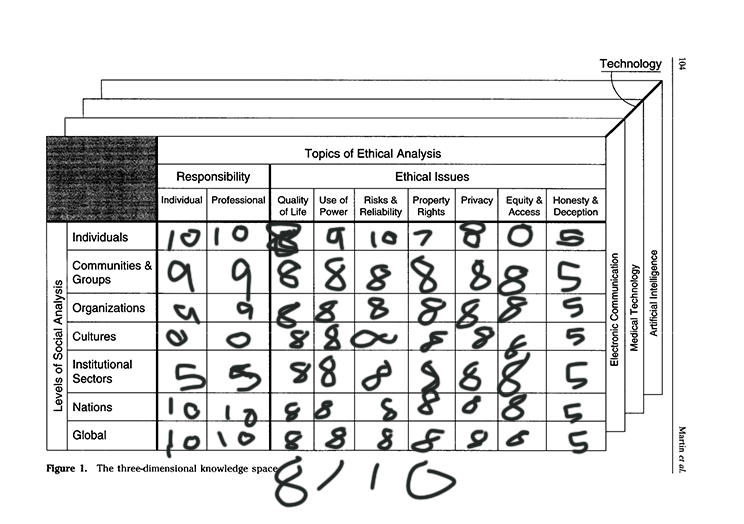 Technology
104
Topics of Ethical Analysis
Responsibility Ethical Issues
Individual Professional Quality of Life Use of Power Risks & Reliability Property Rights Privacy Equity & Access Honesty & Deception
Levels of Social Analysis
Individuals 10 10 8 9 10 7 8 0 5
Communities & Groups 9 9 8 8 8 8 8 8 5
Organizations 9 9 8 8 8 8 8 8 5
Cultures 0 0 8 8 8 8 8 5
Institutional Sectors 5 5 8 8 8 8 8 8 5
Nations 10 10 8 8 8 8 8 8 5
Global 10 10 8 8 8 8 8 8 5
Electronic Communication
Medical Technology
Artificial Intelligence
Martin et al.
Figure 1. The three-dimensional knowledge space
8/10